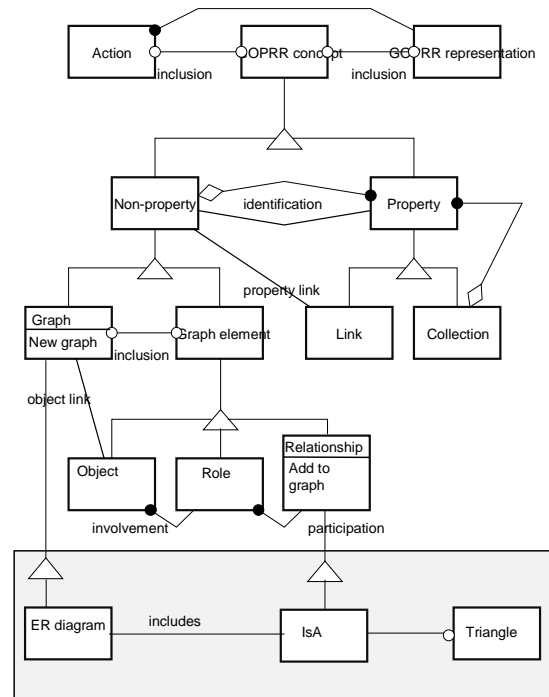 Action
GOPRR concept
GOPRR representation
inclusion
inclusion
Non-property
identification
Property
property link
Graph
New graph
inclusion
Graph element
Link
Collection
object link
Object
Role
Relationship
Add to
graph
involvement
participation
ER diagram
includes
IsA
Triangle